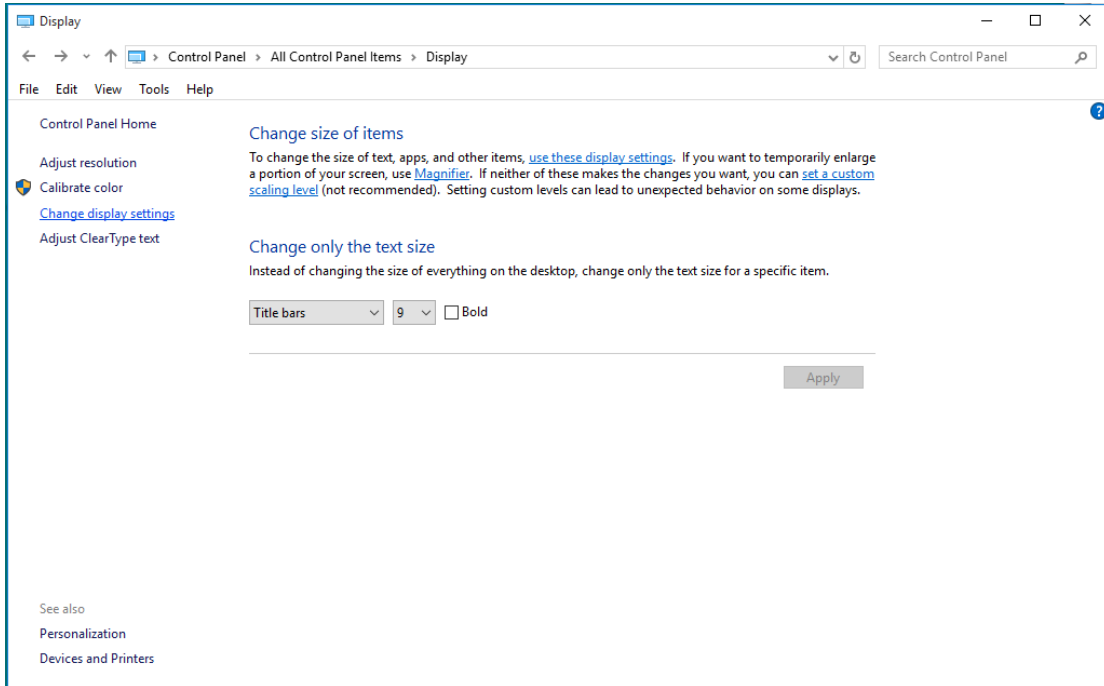 Display
Control Panel > All Control Panel Items > Display
Search Control Panel
File Edit View Tools Help
?
Control Panel Home
Adjust resolution
Calibrate color
Change display settings
Adjust ClearType text
Change size of items
To change the size of text, apps, and other items, use these display settings. If you want to temporarily enlarge
a portion of your screen, use Magnifier. If neither of these makes the changes you want, you can set a custom
scaling level (not recommended). Setting custom levels can lead to unexpected behavior on some displays.
Change only the text size
Instead of changing the size of everything on the desktop, change only the text size for a specific item.
Title bars 9 Bold
Apply
See also
Personalization
Devices and Printers